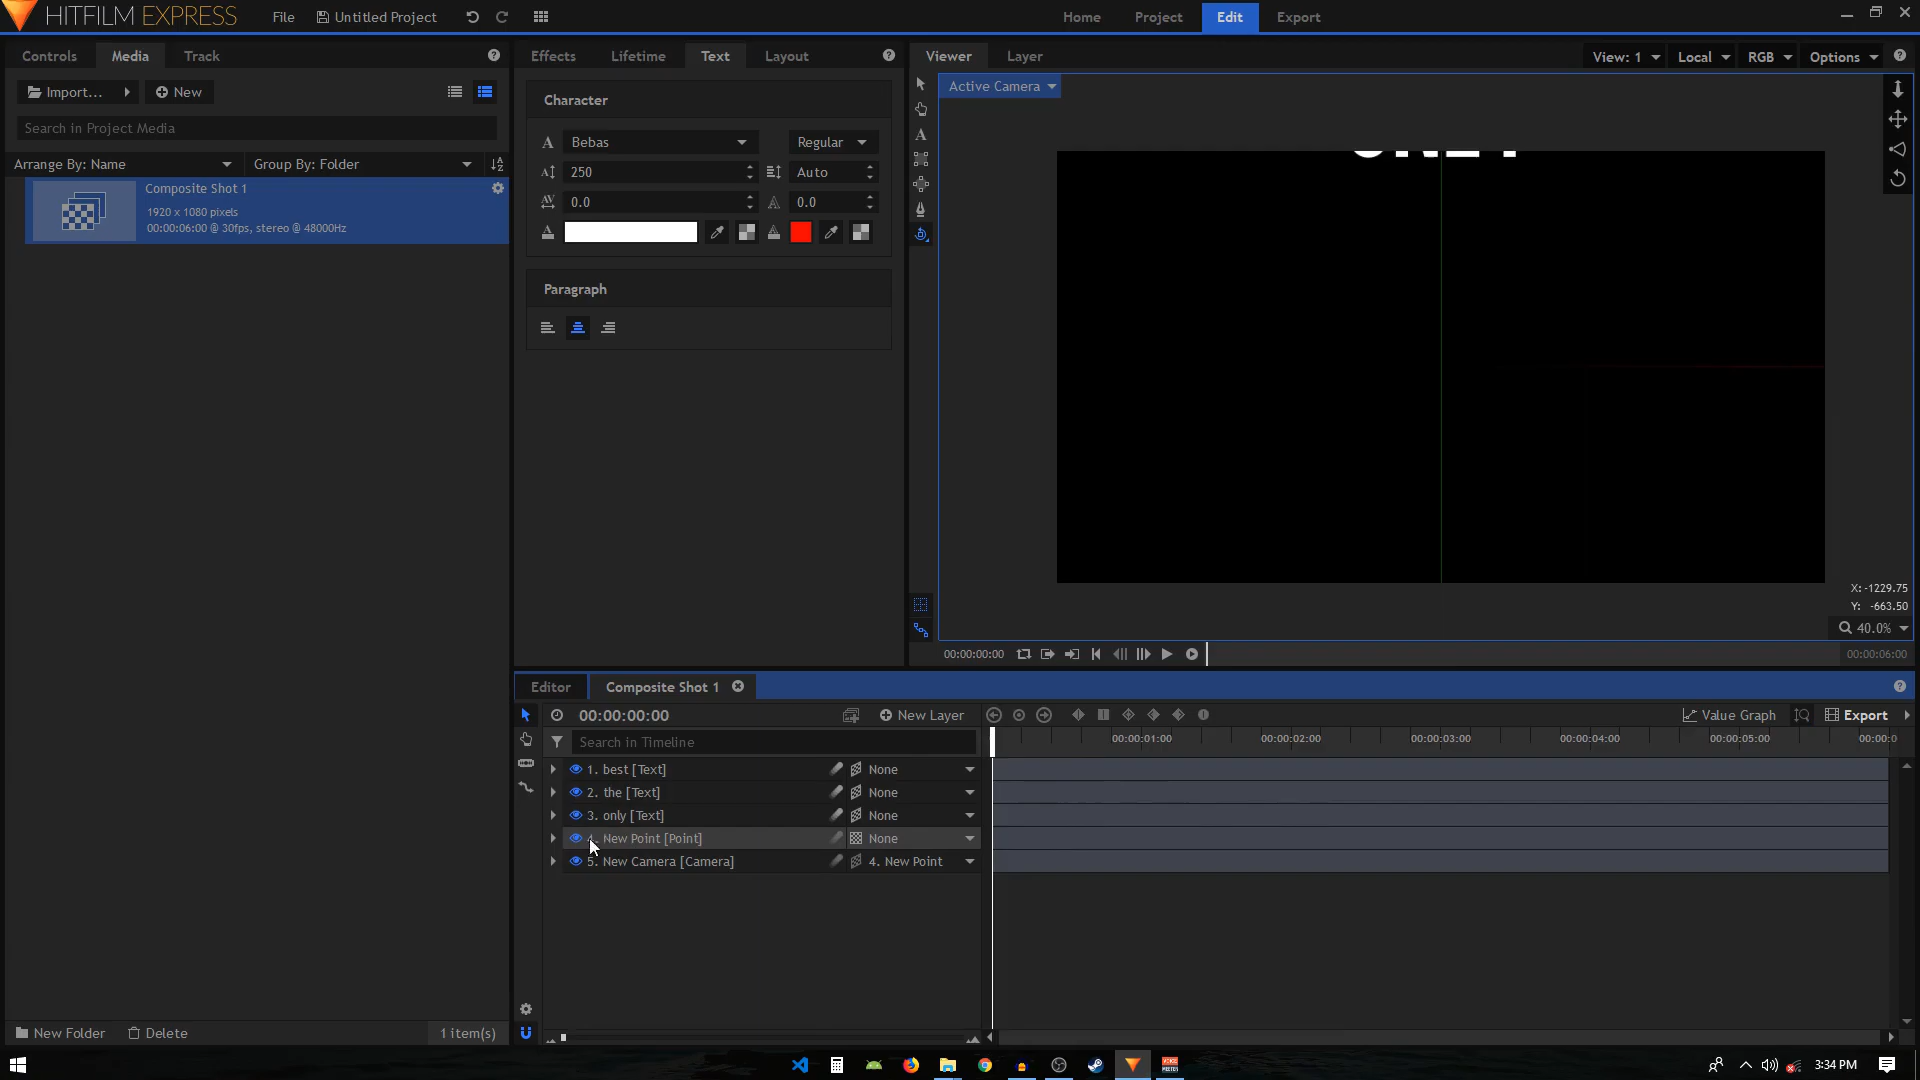 HITFILM EXPRESS
File
Untitled Project
Home
Project
Edit
Export
Controls
Media
Track
Effects
Lifetime
Text
Layout
Viewer
Layer
View: 1
Local
RGB
Options
Import...
New
Search in Project Media
Arrange By: Name
Group By: Folder
Composite Shot 1
1920 x 1080 pixels
00:00:06:00 @ 30fps, stereo @ 48000Hz
Character
Bebas
Regular
250
Auto
0.0
0.0
Paragraph
Active Camera
X: -1229.75
Y: -663.50
40.0%
00:00:00:00
00:00:06:00
Editor
Composite Shot 1
00:00:00:00
New Layer
Value Graph
Export
Search in Timeline
00:00:01:00
00:00:02:00
00:00:03:00
00:00:04:00
00:00:05:00
00:00:0
1. best [Text]
None
2. the [Text]
None
3. only [Text]
None
4. New Point [Point]
None
5. New Camera [Camera]
4. New Point
New Folder
Delete
1 item(s)
3:34 PM